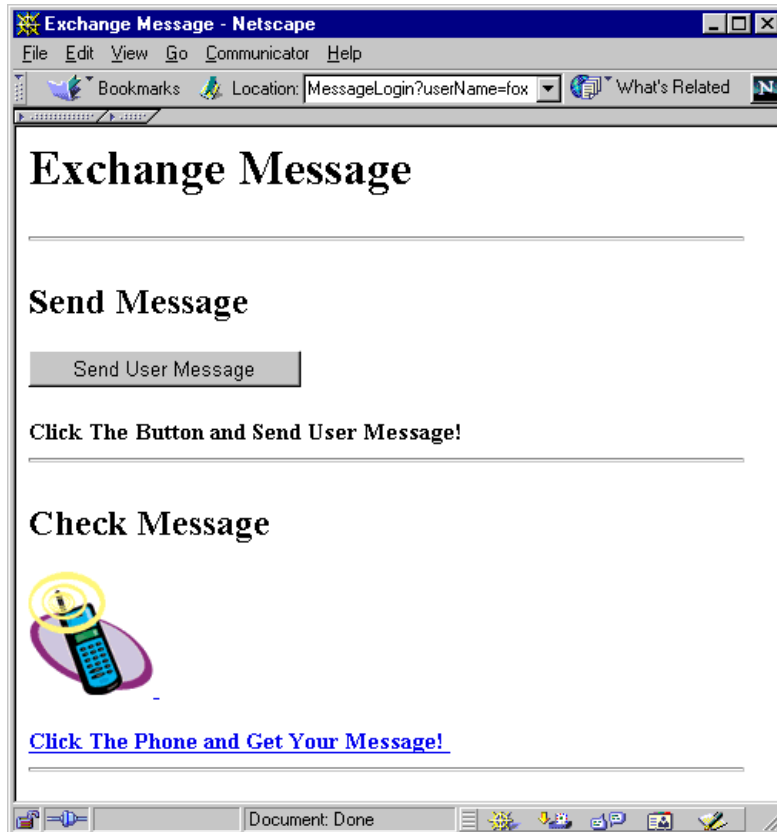 Exchange Message - Netscape
File Edit View Go Communicator Help
Bookmarks Location: MessageLogin?userName=fox What's Related N
Exchange Message
Send Message
Send User Message
Click The Button and Send User Message!
Check Message
Click The Phone and Get Your Message!
Document: Done